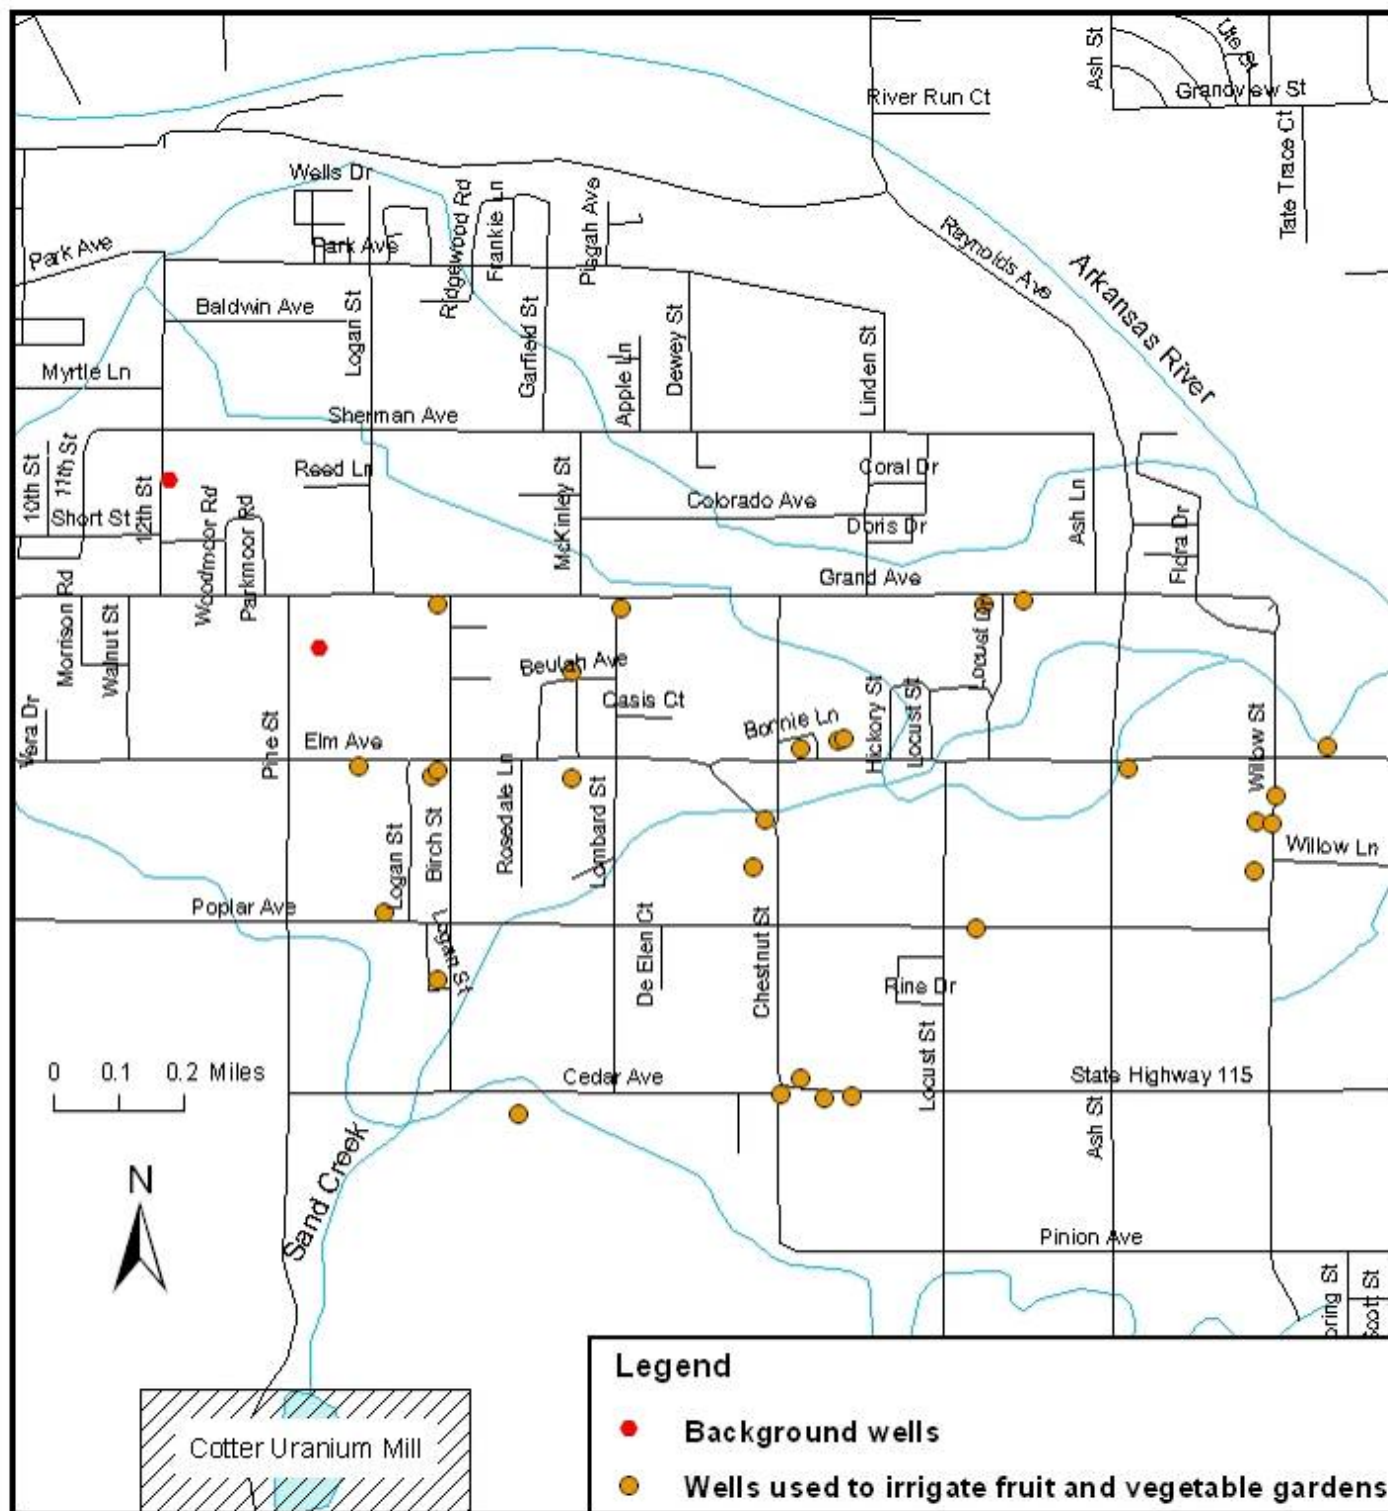 Ute St
Ash St
Grandview St
River Run Ct
Tate Trace Ct
Wells Dr
Ridgewood Rd
Frankie Ln
Pisgah Ave
Raynolds Ave
Park Ave
Park Ave
Arkansas River
Baldwin Ave
Logan St
Garfield St
Apple Ln
Dewey St
Linden St
Myrtle Ln
Sherman Ave
10th St
11th St
12th St
Reed Ln
McKinley St
Coral Dr
Colorado Ave
Ash Ln
Short St
Woodmoor Rd
Parkmoor Rd
Doris Dr
Flora Dr
Grand Ave
Morrison Rd
Walnut St
Locust Dr
Beulah Ave
Oasis Ct
Vera Dr
Pine St
Elm Ave
Bonnie Ln
Hickory St
Locust St
Willow St
Rosedale Ln
Lombard St
Birch St
Logan St
Willow Ln
Poplar Ave
Logan St
De Elen Ct
Chestnut St
Rine Dr
Locust St
0 0.1 0.2 Miles
Cedar Ave
State Highway 115
Ash St
N
Sand Creek
Pinion Ave
oring St
Scott St
Legend
Background wells
Cotter Uranium Mill
Wells used to irrigate fruit and vegetable gardens